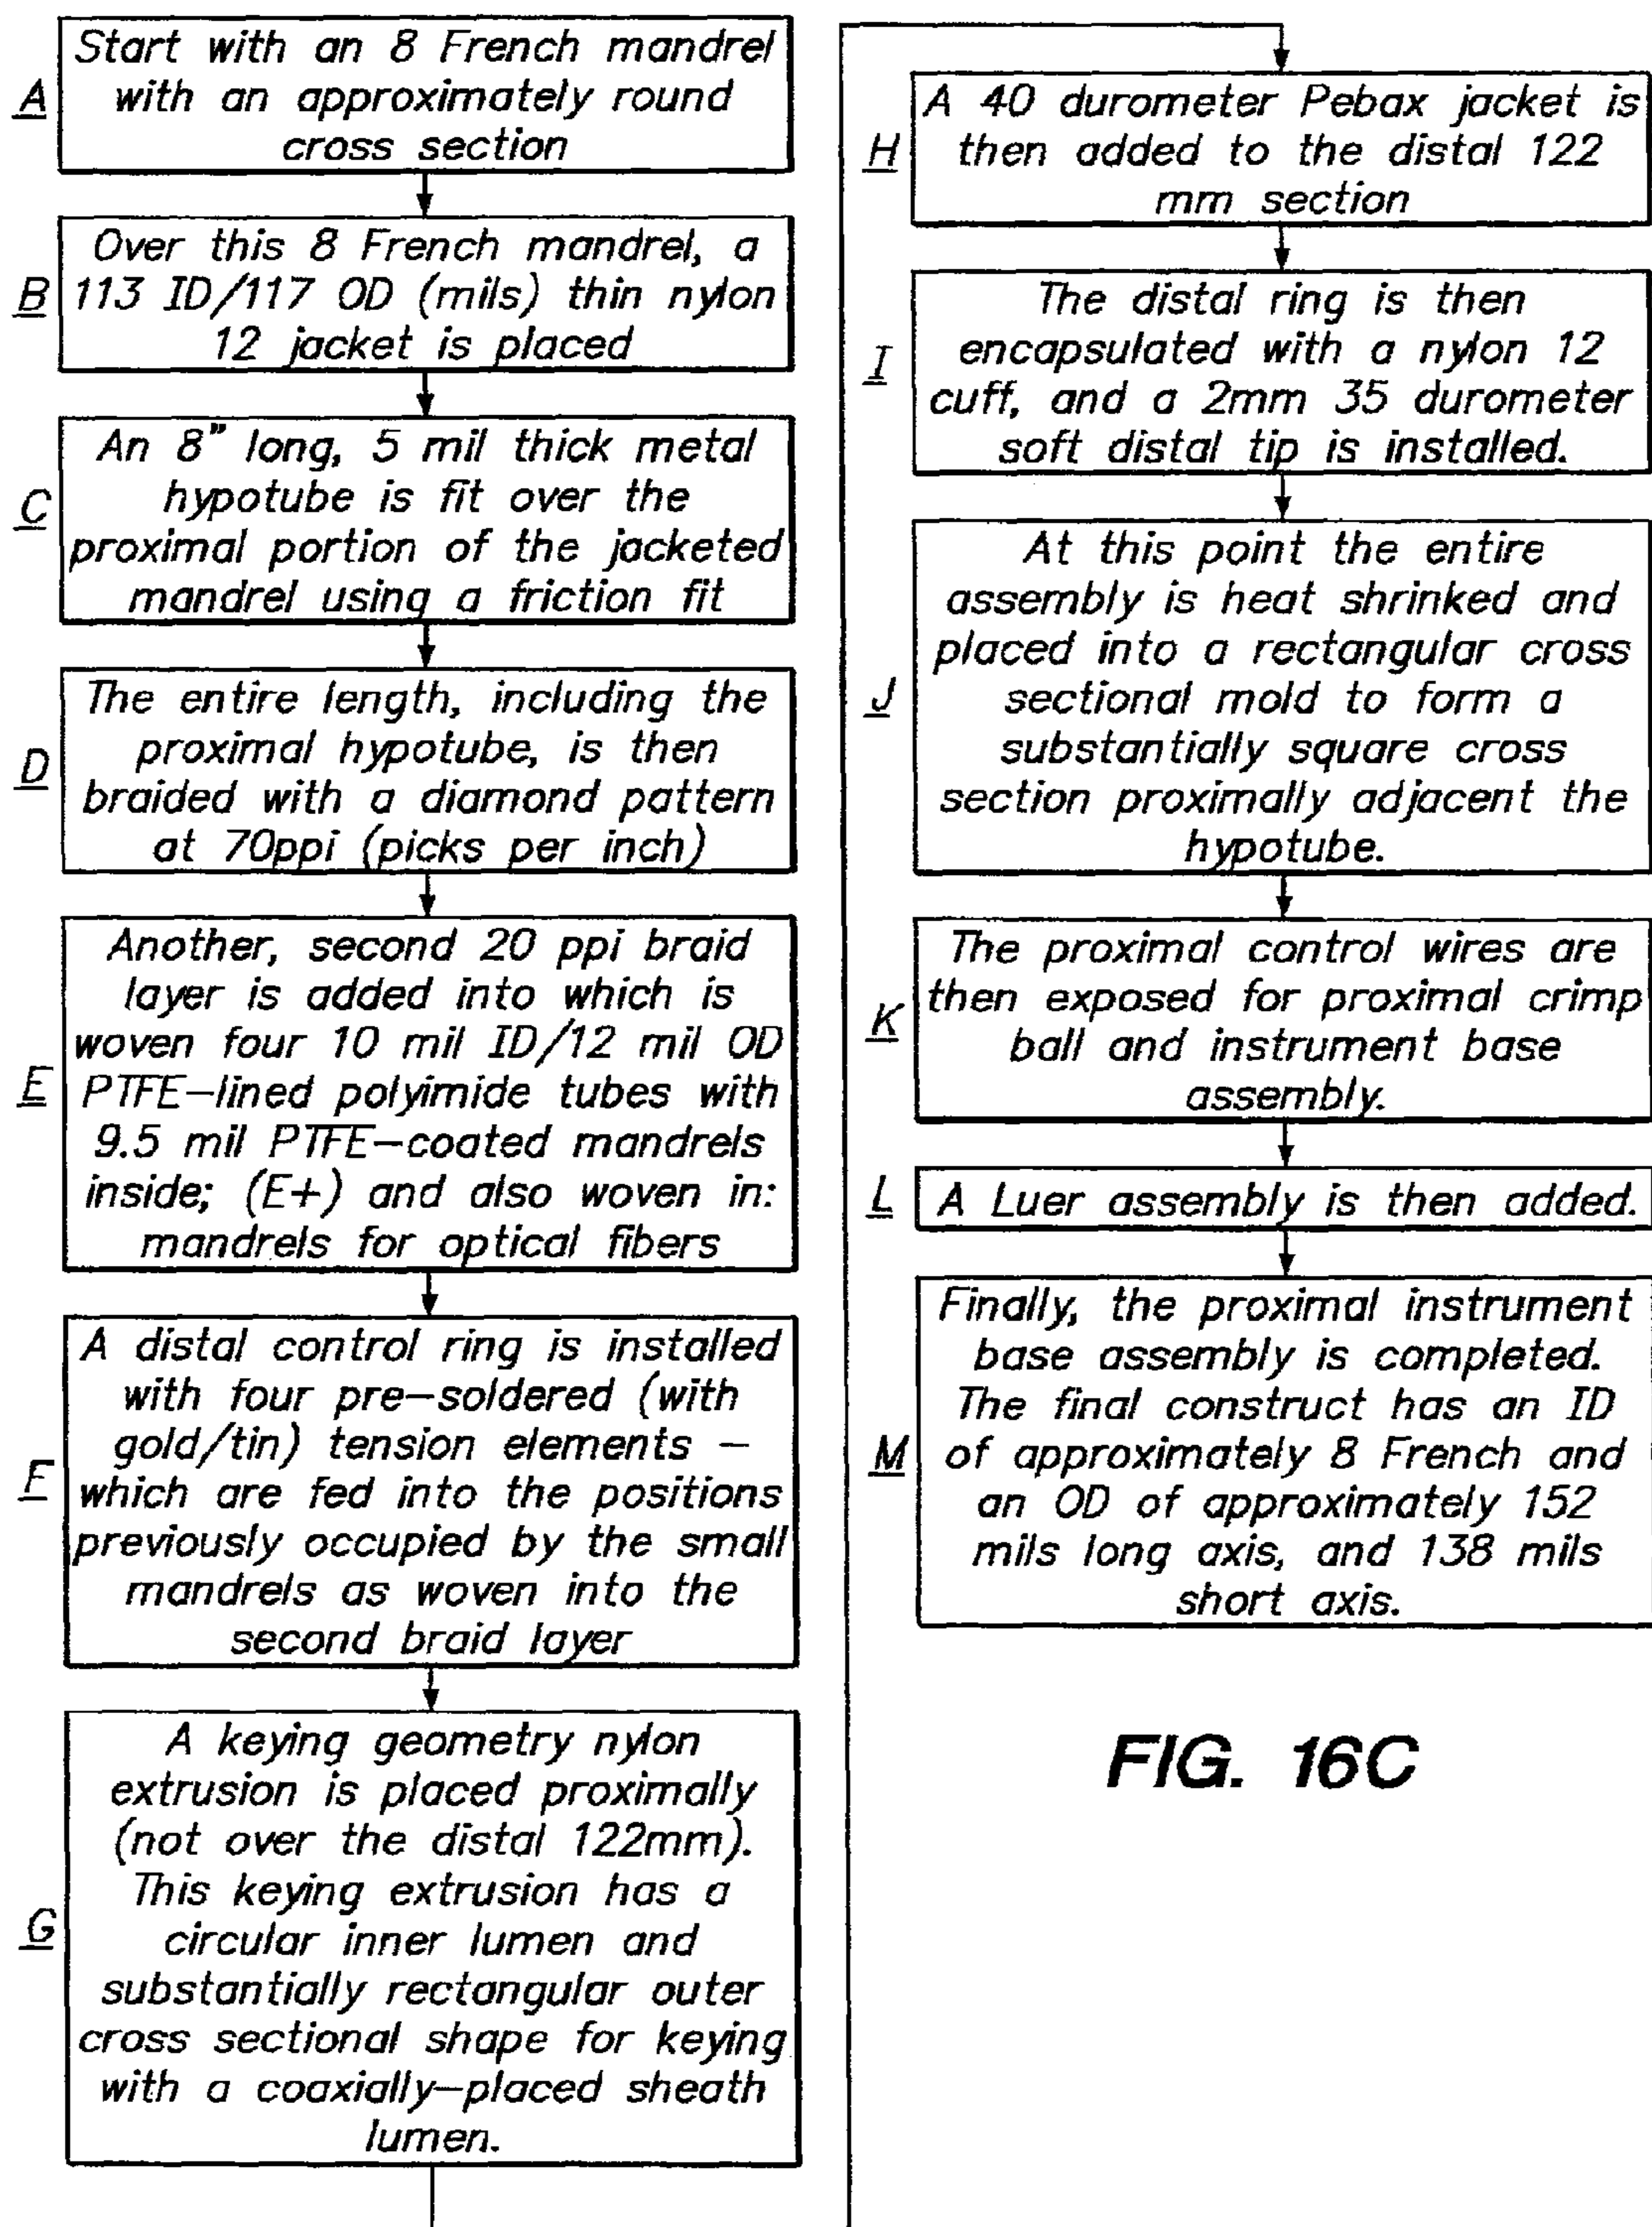 A
Start with an 8 French mandrel
with an approximately round
cross section
B
Over this 8 French mandrel, a
113 ID/117 OD (mils) thin nylon
12 jacket is placed
C
An 8" long, 5 mil thick metal
hypotube is fit over the
proximal portion of the jacketed
mandrel using a friction fit
D
The entire length, including the
proximal hypotube, is then
braided with a diamond pattern
at 70ppi (picks per inch)
E
Another, second 20 ppi braid
layer is added into which is
woven four 10 mil ID/12 mil OD
PTFE-lined polyimide tubes with
9.5 mil PTFE-coated mandrels
inside; (E+) and also woven in:
mandrels for optical fibers
F
A distal control ring is installed
with four pre-soldered (with
gold/tin) tension elements –
which are fed into the positions
previously occupied by the small
mandrels as woven into the
second braid layer
G
A keying geometry nylon
extrusion is placed proximally
(not over the distal 122mm).
This keying extrusion has a
circular inner lumen and
substantially rectangular outer
cross sectional shape for keying
with a coaxially-placed sheath
lumen.
H
A 40 durometer Pebax jacket is
then added to the distal 122
mm section
I
The distal ring is then
encapsulated with a nylon 12
cuff, and a 2mm 35 durometer
soft distal tip is installed.
J
At this point the entire
assembly is heat shrinked and
placed into a rectangular cross
sectional mold to form a
substantially square cross
section proximally adjacent the
hypotube.
K
The proximal control wires are
then exposed for proximal crimp
ball and instrument base
assembly.
L
A Luer assembly is then added.
M
Finally, the proximal instrument
base assembly is completed.
The final construct has an ID
of approximately 8 French and
an OD of approximately 152
mils long axis, and 138 mils
short axis.
FIG. 16C